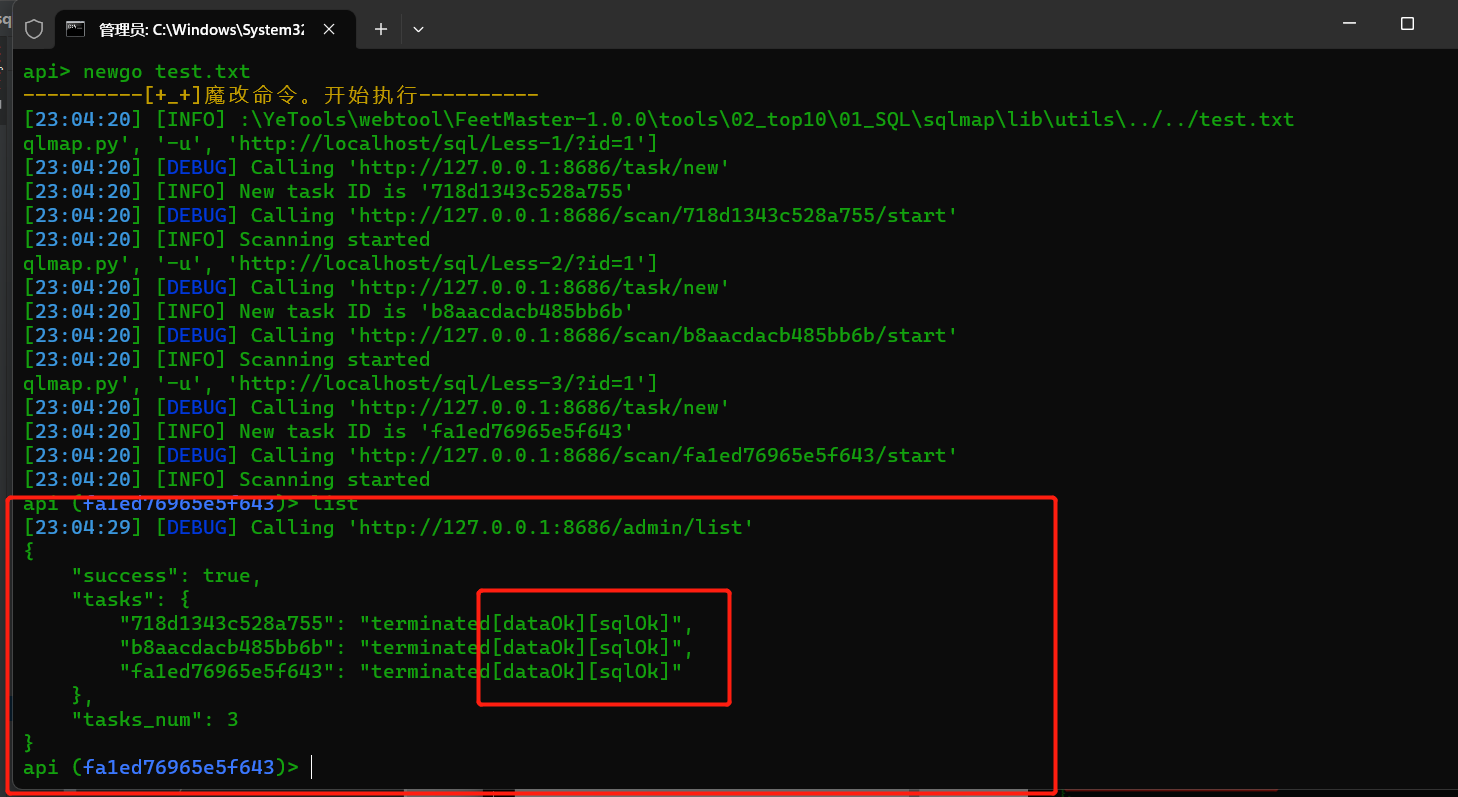 管理员: C:\Windows\System32
api> newgo test.txt
----------[+_+]魔改命令。开始执行----------
[23:04:20] [INFO] :\YeTools\webtool\FeetMaster-1.0.0\tools\02_top10\01_SQL\sqlmap\lib\utils\../../test.txt
qlmap.py', '-u', 'http://localhost/sql/Less-1/?id=1']
[23:04:20] [DEBUG] Calling 'http://127.0.0.1:8686/task/new'
[23:04:20] [INFO] New task ID is '718d1343c528a755'
[23:04:20] [DEBUG] Calling 'http://127.0.0.1:8686/scan/718d1343c528a755/start'
[23:04:20] [INFO] Scanning started
qlmap.py', '-u', 'http://localhost/sql/Less-2/?id=1']
[23:04:20] [DEBUG] Calling 'http://127.0.0.1:8686/task/new'
[23:04:20] [INFO] New task ID is 'b8aacdacb485bb6b'
[23:04:20] [DEBUG] Calling 'http://127.0.0.1:8686/scan/b8aacdacb485bb6b/start'
[23:04:20] [INFO] Scanning started
qlmap.py', '-u', 'http://localhost/sql/Less-3/?id=1']
[23:04:20] [DEBUG] Calling 'http://127.0.0.1:8686/task/new'
[23:04:20] [INFO] New task ID is 'fa1ed76965e5f643'
[23:04:20] [DEBUG] Calling 'http://127.0.0.1:8686/scan/fa1ed76965e5f643/start'
[23:04:20] [INFO] Scanning started
api (fa1ed76965e5f643)> list
[23:04:29] [DEBUG] Calling 'http://127.0.0.1:8686/admin/list'
{
"success": true,
"tasks": {
"718d1343c528a755": "terminated[dataOk][sqlOk]",
"b8aacdacb485bb6b": "terminated[dataOk][sqlOk]",
"fa1ed76965e5f643": "terminated[dataOk][sqlOk]"
},
"tasks_num": 3
}
api (fa1ed76965e5f643)>